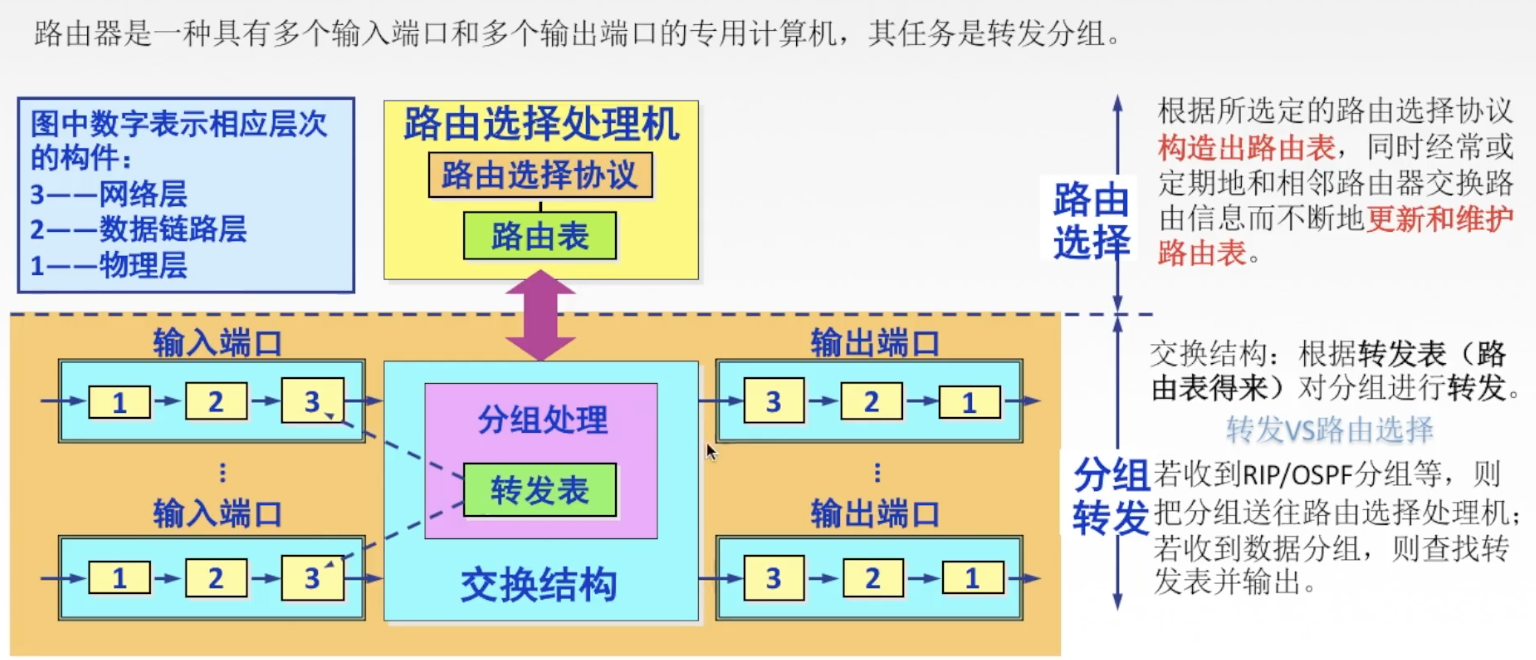 路由器是一种具有多个输入端口和多个输出端口的专用计算机，其任务是转发分组。
图中数字表示相应层次
的构件：
3——网络层
2——数据链路层
1——物理层
路由选择处理机
路由选择协议
路由表
路由
选择
根据所选定的路由选择协议
构造出路由表，同时经常或
定期地和相邻路由器交换路
由信息而不断地更新和维护
路由表。
输入端口
1
2
3
⋮
输入端口
1
2
3
分组处理
转发表
交换结构
输出端口
3
2
1
⋮
输出端口
3
2
1
分组
转发
交换结构：根据转发表（路
由表得来）对分组进行转发。
转发VS路由选择
若收到RIP/OSPF分组等，则
把分组送往路由选择处理机；
若收到数据分组，则查找转
发表并输出。